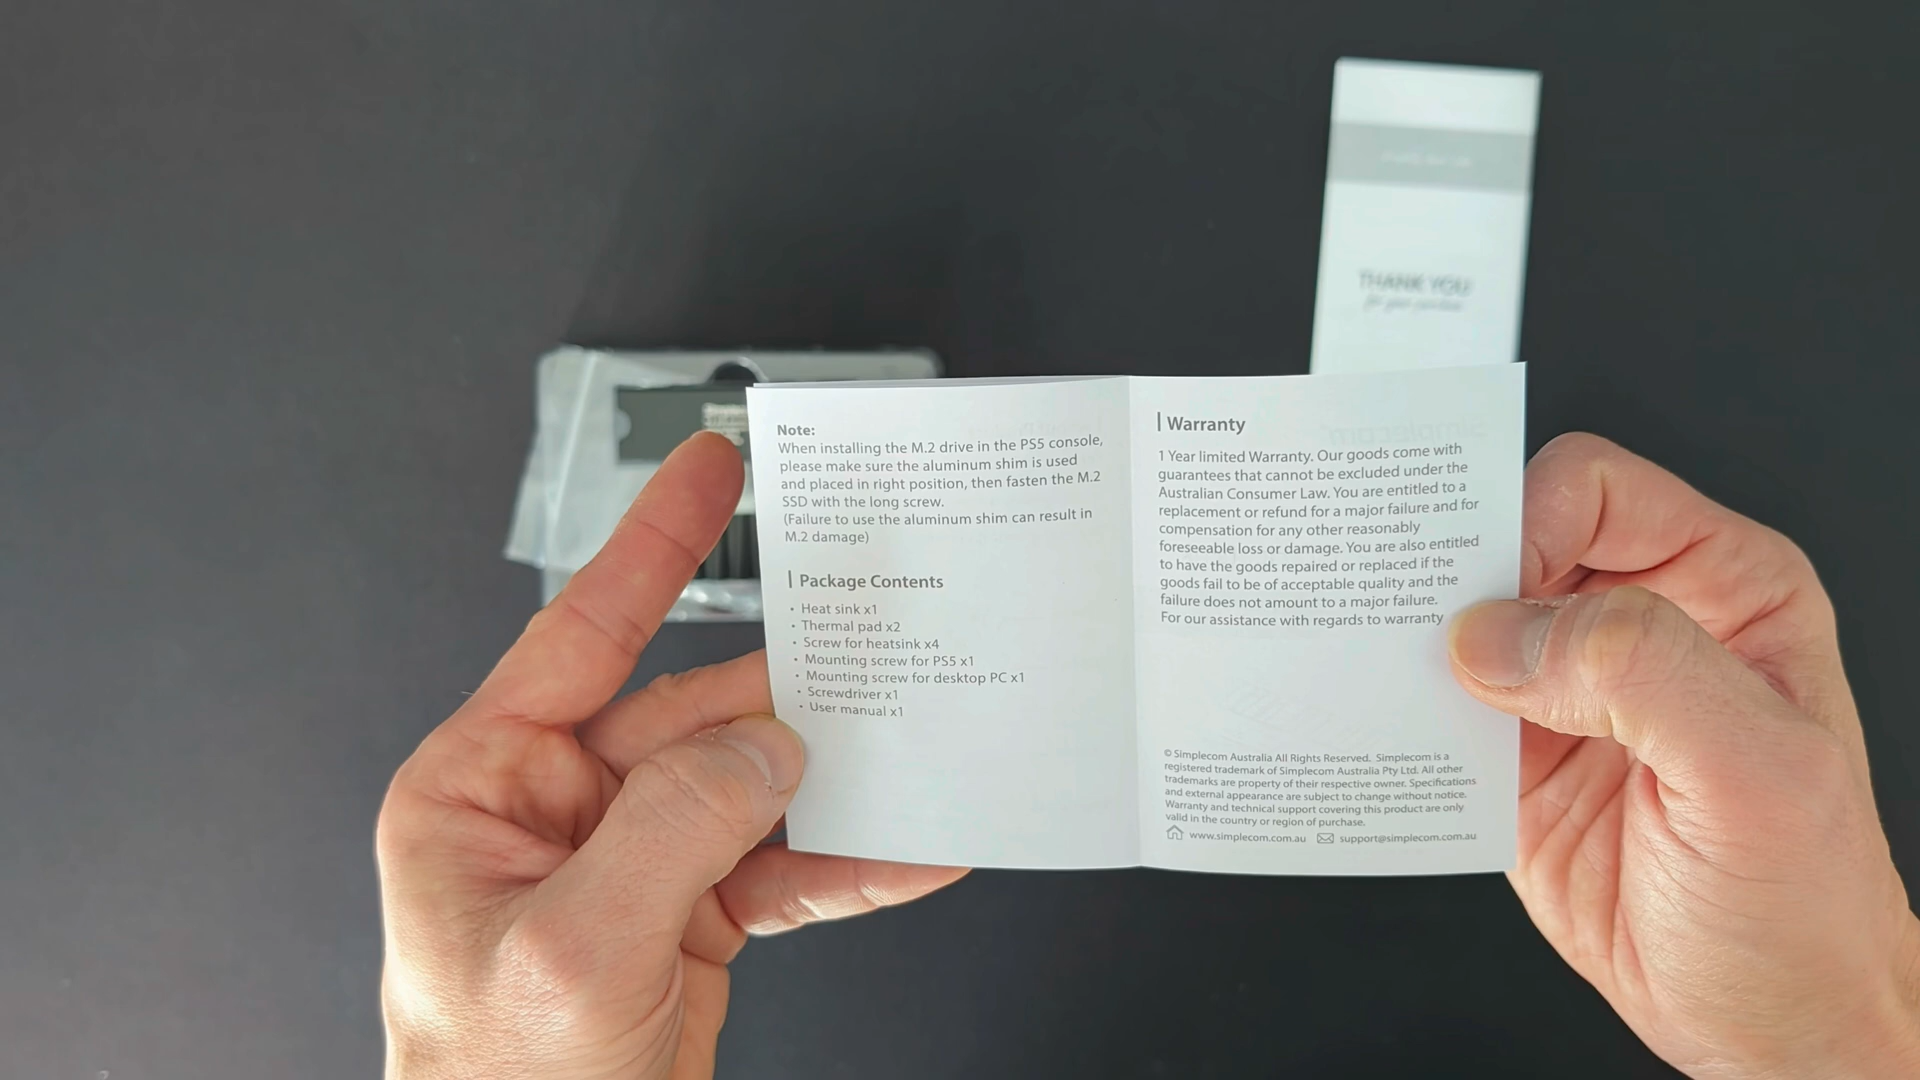 THANK YOU
Note:
When installing the M.2 drive in the PS5 console,
please make sure the aluminum shim is used
and placed in right position, then fasten the M.2
SSD with the long screw.
(Failure to use the aluminum shim can result in
M.2 damage)
Package Contents
• Heat sink x1
• Thermal pad x2
• Screw for heatsink x4
• Mounting screw for PS5 x1
• Mounting screw for desktop PC x1
• Screwdriver x1
• User manual x1
Warranty
1 Year limited Warranty. Our goods come with
guarantees that cannot be excluded under the
Australian Consumer Law. You are entitled to a
replacement or refund for a major failure and for
compensation for any other reasonably
foreseeable loss or damage. You are also entitled
to have the goods repaired or replaced if the
goods fail to be of acceptable quality and the
failure does not amount to a major failure.
For our assistance with regards to warranty
© Simplecom Australia All Rights Reserved. Simplecom is a
registered trademark of Simplecom Australia Pty Ltd. All other
trademarks are property of their respective owner. Specifications
and external appearance are subject to change without notice.
Warranty and technical support covering this product are only
valid in the country or region of purchase.
www.simplecom.com.au support@simplecom.com.au